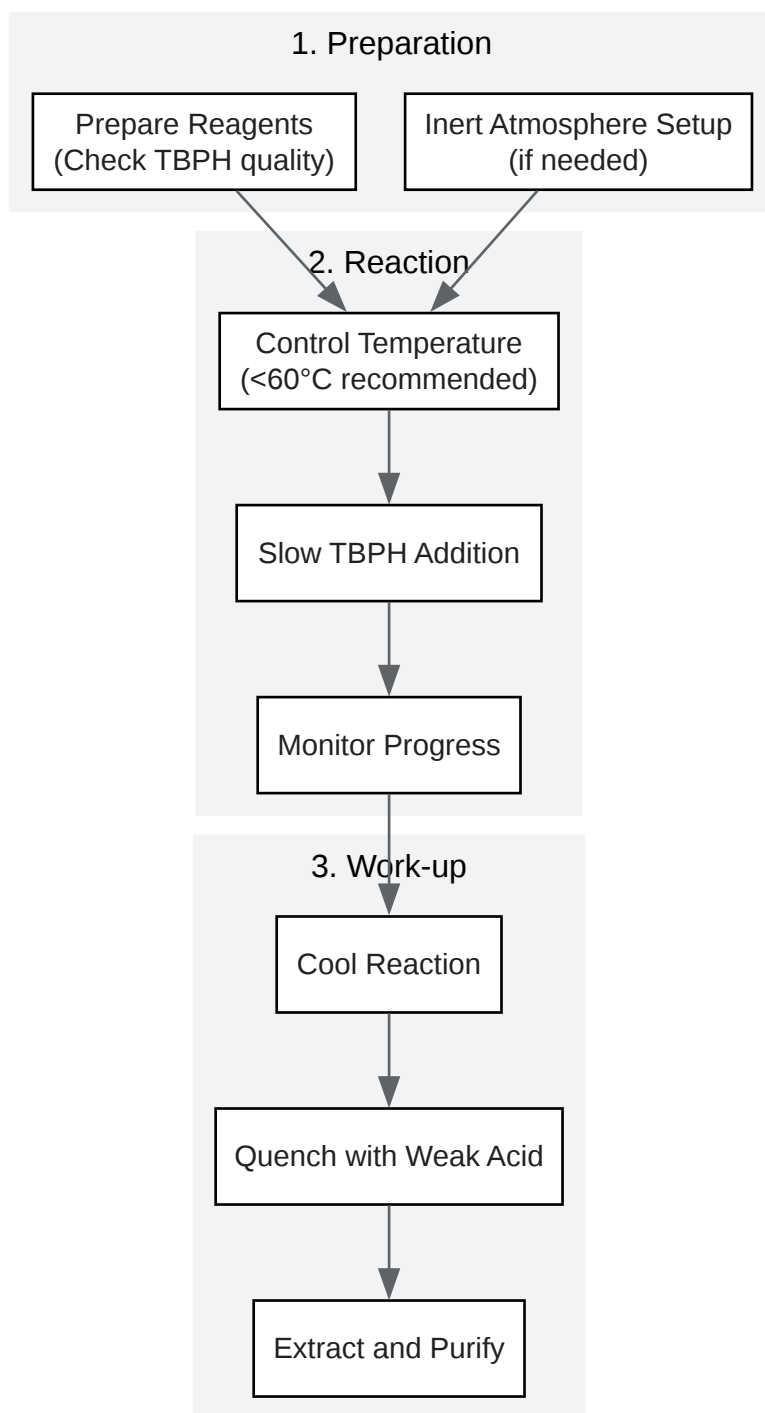 1. Preparation
Prepare Reagents
(Check TBPH quality)
Inert Atmosphere Setup
(if needed)
2. Reaction
Control Temperature
(<60°C recommended)
Slow TBPH Addition
Monitor Progress
3. Work-up
Cool Reaction
Quench with Weak Acid
Extract and Purify